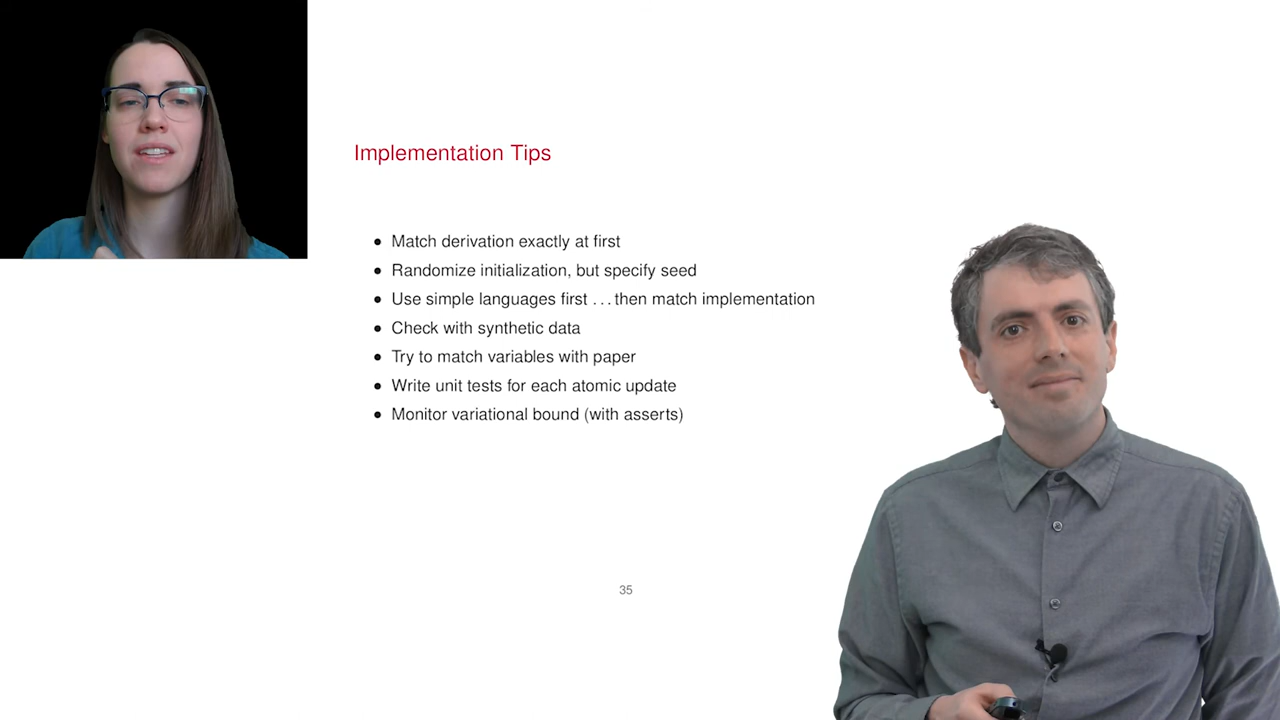 Implementation Tips
• Match derivation exactly at first
• Randomize initialization, but specify seed
• Use simple languages first ... then match implementation
• Check with synthetic data
• Try to match variables with paper
• Write unit tests for each atomic update
• Monitor variational bound (with asserts)
35